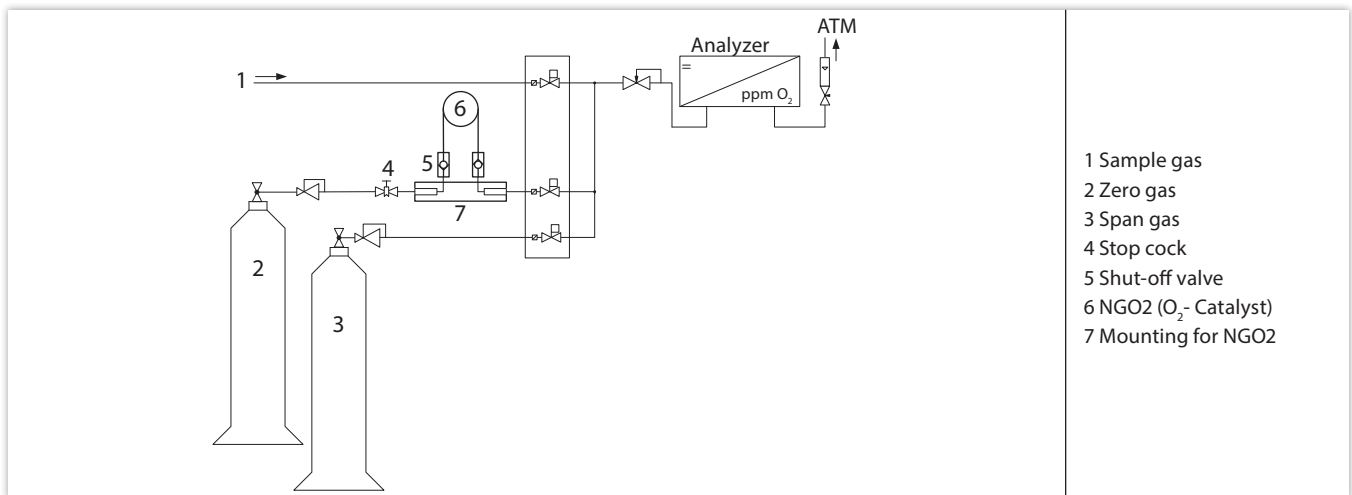 ATM
Analyzer
=
ppm O₂
1
6
5
4
7
2
3
1 Sample gas
2 Zero gas
3 Span gas
4 Stop cock
5 Shut-off valve
6 NGO2 (O₂- Catalyst)
7 Mounting for NGO2